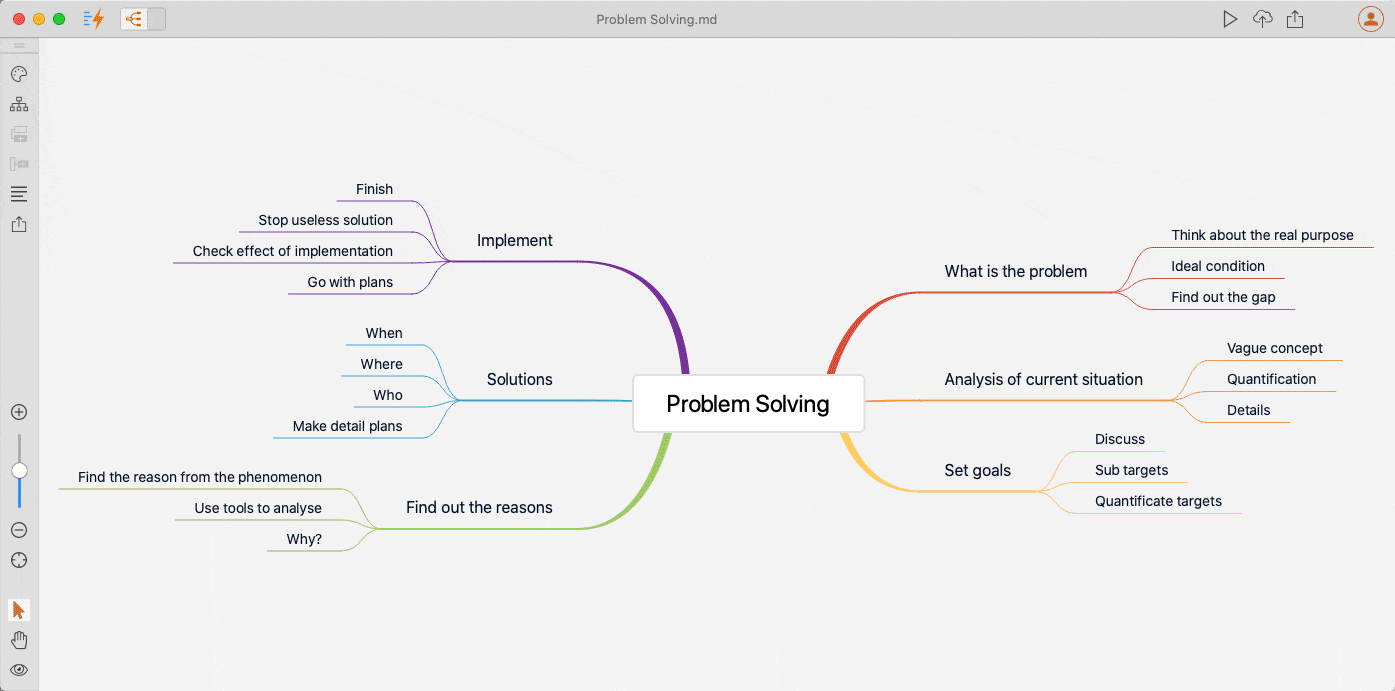 Problem Solving.md
Finish
Stop useless solution
Check effect of implementation
Go with plans
Implement
When
Where
Who
Make detail plans
Solutions
Find the reason from the phenomenon
Use tools to analyse
Why?
Find out the reasons
Problem Solving
What is the problem
Think about the real purpose
Ideal condition
Find out the gap
Analysis of current situation
Vague concept
Quantification
Details
Set goals
Discuss
Sub targets
Quantificate targets